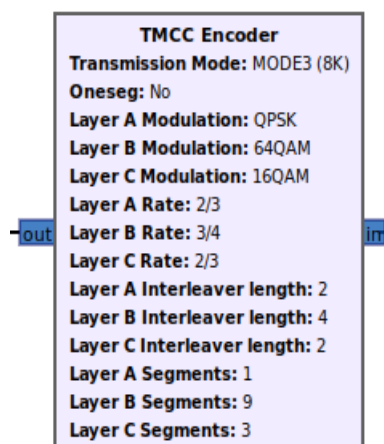 TMCC Encoder
Transmission Mode: MODE3 (8K)
Oneseg: No
Layer A Modulation: QPSK
Layer B Modulation: 64QAM
Layer C Modulation: 16QAM
Layer A Rate: 2/3
out Layer B Rate: 3/4
Layer C Rate: 2/3
Layer A Interleaver length: 2
Layer B Interleaver length: 4
Layer C Interleaver length: 2
Layer A Segments: 1
Layer B Segments: 9
Layer C Segments: 3